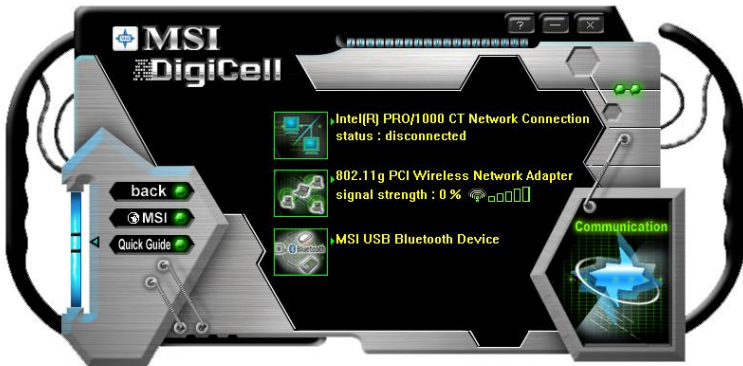 MSI
DigiCell
? — X
Intel(R) PRO/1000 CT Network Connection
status : disconnected
802.11g PCI Wireless Network Adapter
signal strength : 0 %
Bluetooth
MSI USB Bluetooth Device
back
MSI
Quick Guide
Communication